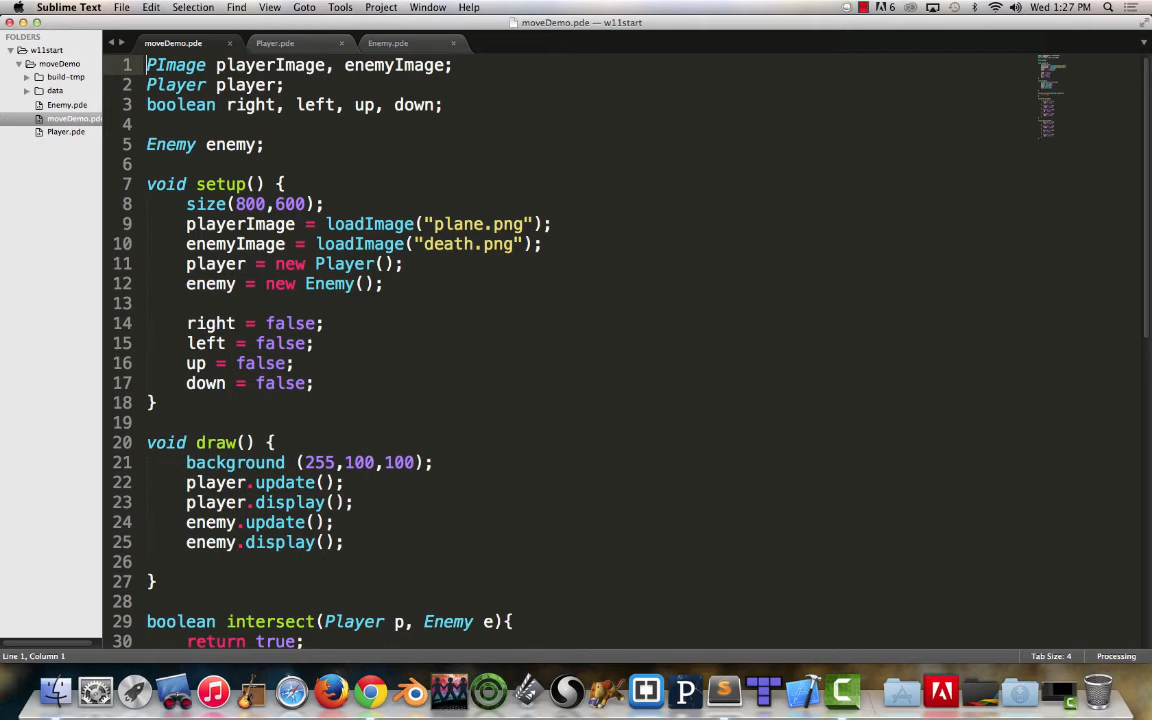 Sublime Text File Edit Selection Find View Goto Tools Project Window Help 6 Wed 1:27 PM
moveDemo.pde — w11start
FOLDERS
w11start
moveDemo
build-tmp
data
Enemy.pde
moveDemo.pde
Player.pde
moveDemo.pde Player.pde Enemy.pde
1 PImage playerImage, enemyImage;
2 Player player;
3 boolean right, left, up, down;
4
5 Enemy enemy;
6
7 void setup() {
8 size(800,600);
9 playerImage = loadImage("plane.png");
10 enemyImage = loadImage("death.png");
11 player = new Player();
12 enemy = new Enemy();
13
14 right = false;
15 left = false;
16 up = false;
17 down = false;
18 }
19
20 void draw() {
21 background (255,100,100);
22 player.update();
23 player.display();
24 enemy.update();
25 enemy.display();
26
27 }
28
29 boolean intersect(Player p, Enemy e){
30 return true;
Line 1, Column 1 Tab Size: 4 Processing